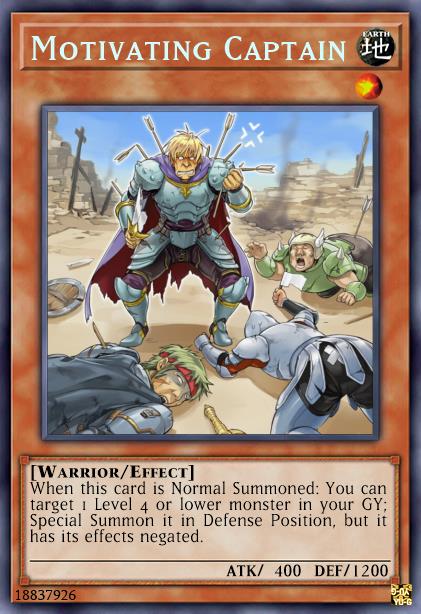 MOTIVATING CAPTAIN
EARTH
地
[WARRIOR/EFFECT]
When this card is Normal Summoned: You can
target 1 Level 4 or lower monster in your GY;
Special Summon it in Defense Position, but it
has its effects negated.
ATK/ 400 DEF/1200
18837926